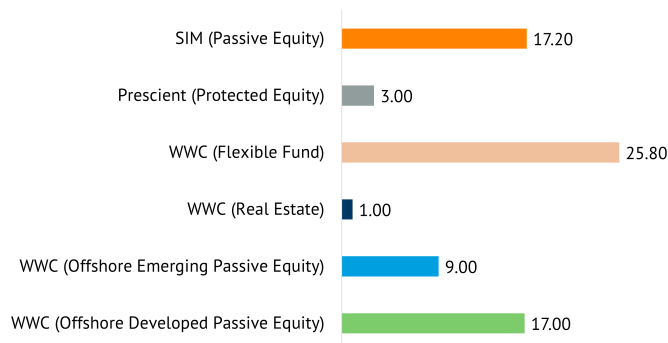 SIM (Passive Equity) 17.20
Prescient (Protected Equity) 3.00
WWC (Flexible Fund) 25.80
WWC (Real Estate) 1.00
WWC (Offshore Emerging Passive Equity) 9.00
WWC (Offshore Developed Passive Equity) 17.00